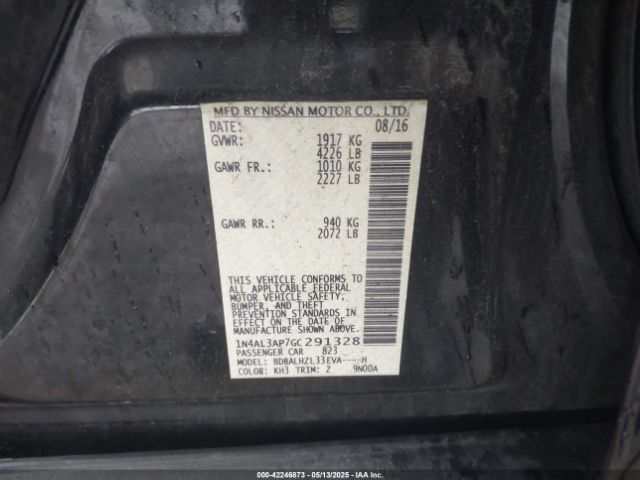 MFD BY NISSAN MOTOR CO., LTD.
DATE: 08/16
GVWR: 1917 KG
4226 LB
GAWR FR.: 1010 KG
2227 LB
GAWR RR.: 940 KG
2072 LB
THIS VEHICLE CONFORMS TO
ALL APPLICABLE FEDERAL
MOTOR VEHICLE SAFETY,
BUMPER, AND THEFT
PREVENTION STANDARDS IN
EFFECT ON THE DATE OF
MANUFACTURE SHOWN ABOVE.
1N4AL3AP7GC291328
PASSENGER CAR 823
MODEL: BDBALHZL33EVA----H
COLOR: KH3 TRIM: Z 9N00A
000-42246873 - 05/13/2025 - IAA, Inc.